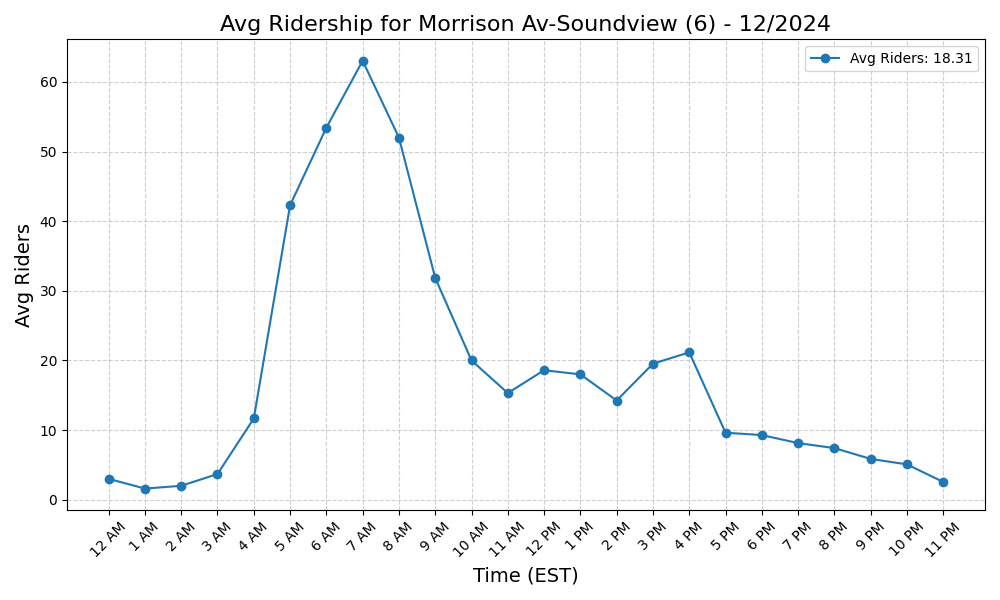 Avg Ridership for Morrison Av-Soundview (6) - 12/2024
Avg Riders: 18.31
Avg Riders
60
50
40
30
20
10
0
12 AM
1 AM
2 AM
3 AM
4 AM
5 AM
6 AM
7 AM
8 AM
9 AM
10 AM
11 AM
12 PM
1 PM
2 PM
3 PM
4 PM
5 PM
6 PM
7 PM
8 PM
9 PM
10 PM
11 PM
Time (EST)